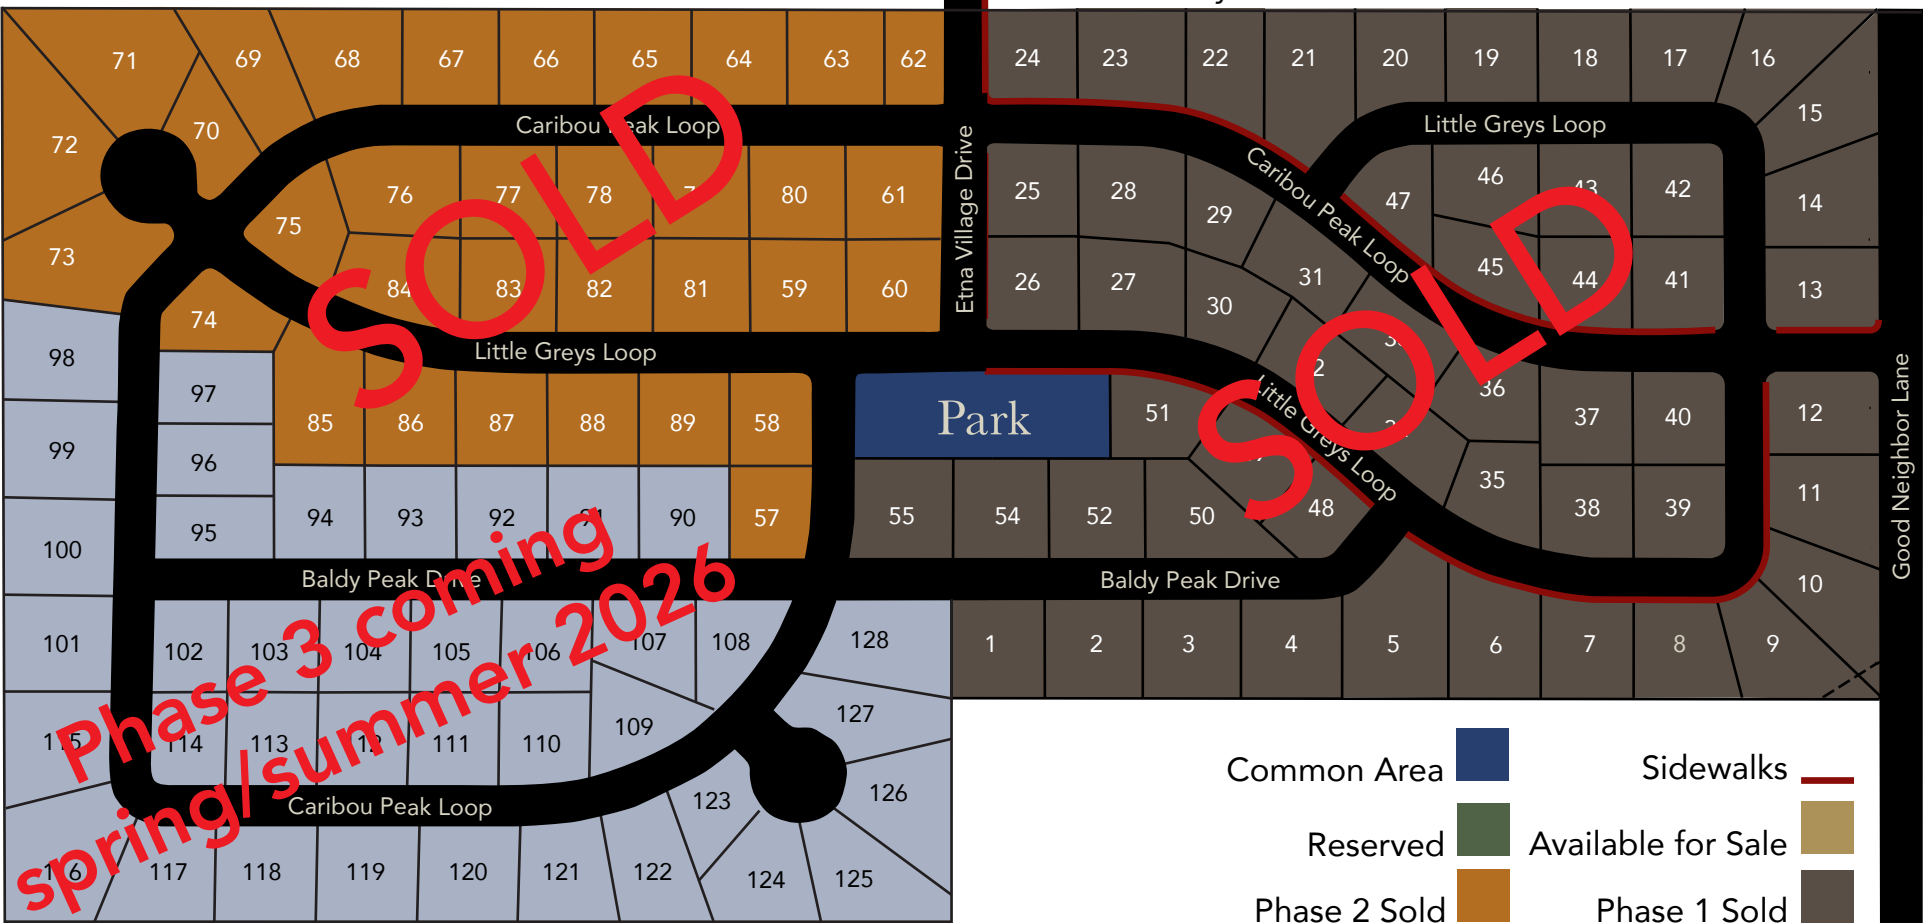 71 69 68 67 66 65 64 63 62 24 23 22 21 20 19 18 17 16
15
72 70 Caribou Peak Loop Little Greys Loop
76 77 78 80 61 25 28 29 47 46 43 42 14
75
73 84 83 82 81 59 60 26 27 30 31 45 44 41 13
Etna Village Drive
Caribou Peak Loop
SOLD
SOLD
74
98 97 Little Greys Loop
36
85 86 87 88 89 58 Park 51 37 40 12
Little Greys Loop
Good Neighbor Lane
99 96
35 11
100 95 94 93 92 91 90 57 55 54 52 50 48 38 39
Baldy Peak Drive Baldy Peak Drive
10
101 102 103 104 105 106 107 108 128 1 2 3 4 5 6 7 8 9
Phase 3 coming
spring/summer 2026
115 114 113 112 111 110 109 127
Caribou Peak Loop 123 126
116 117 118 119 120 121 122 124 125
Common Area Sidewalks
Reserved Available for Sale
Phase 2 Sold Phase 1 Sold